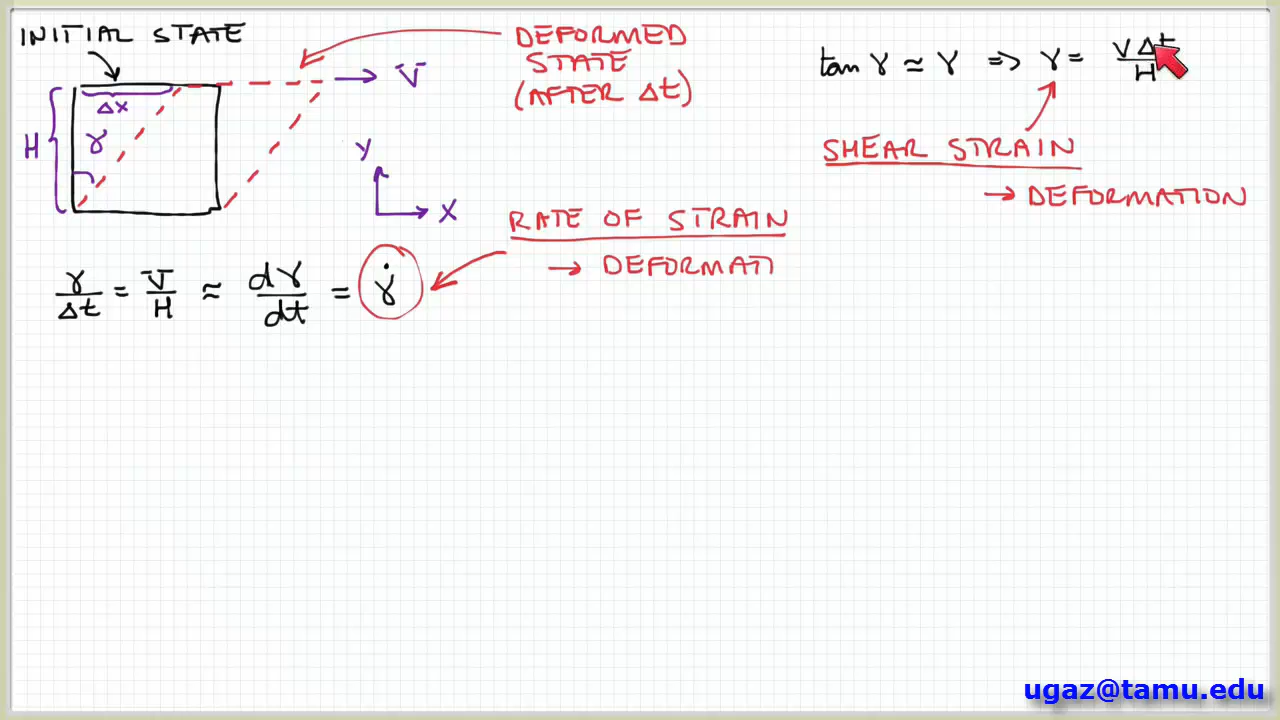 INITIAL STATE
DEFORMED
STATE
(AFTER Δt)
V
Δx
H
γ
y
x
tan γ ≈ γ ⇒ γ = VΔt/H
SHEAR STRAIN
→ DEFORMATION
RATE OF STRAIN
→ DEFORMATI
γ/Δt = V/H ≈ dγ/dt = γ̇
ugaz@tamu.edu